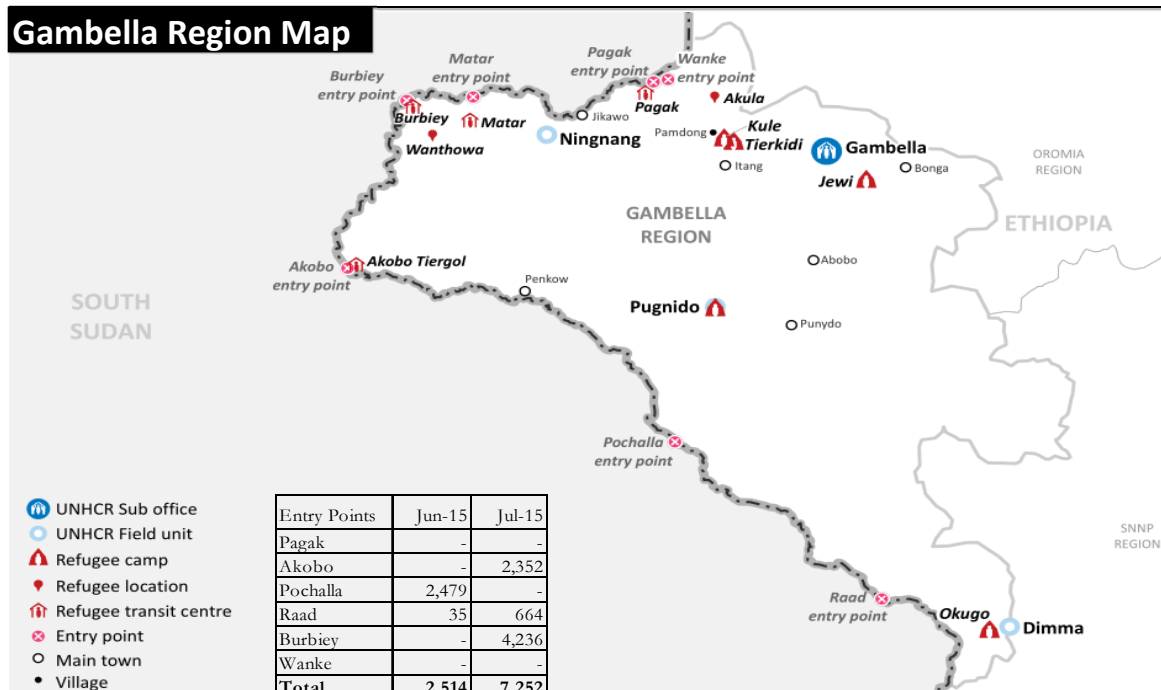 Gambella Region Map
Burbiey
entry point
Matar
entry point
Pagak
entry point
Wanke
entry point
Burbiey
Matar
Wanthowa
Jikawo
Ningnang
Pagak
Akula
Pamdong
Kule
Tierkidi
Itang
Gambella
Jewi
Bonga
OROMIA
REGION
GAMBELLA
REGION
ETHIOPIA
Akobo
entry point
Akobo Tiergol
Penkow
Abobo
SOUTH
SUDAN
Pugnido
Punydo
Pochalla
entry point
SNNP
REGION
Raad
entry point
Okugo
Dimma
UNHCR Sub office
UNHCR Field unit
Refugee camp
Refugee location
Refugee transit centre
Entry point
Main town
Village
Entry Points Jun-15 Jul-15
Pagak - -
Akobo - 2,352
Pochalla 2,479 -
Raad 35 664
Burbiey - 4,236
Wanke - -
Total 2,514 7,252